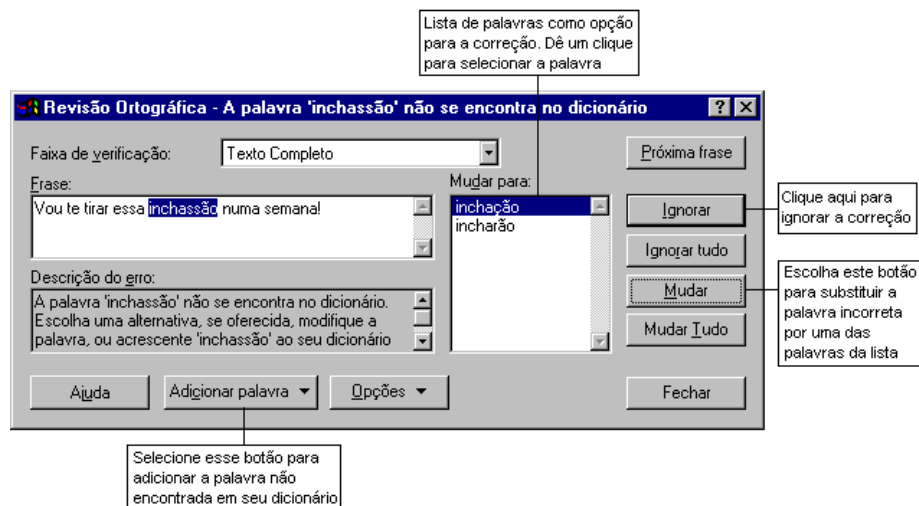 Lista de palavras como opção
para a correção. Dê um clique
para selecionar a palavra
Revisão Ortográfica - A palavra 'inchassão' não se encontra no dicionário
Faixa de verificação:
Texto Completo
Próxima frase
Frase:
Vou te tirar essa inchassão numa semana!
Mudar para:
inchação
incharão
Ignorar
Clique aqui para
ignorar a correção
Ignorar tudo
Descrição do erro:
A palavra 'inchassão' não se encontra no dicionário.
Escolha uma alternativa, se oferecida, modifique a
palavra, ou acrescente 'inchassão' ao seu dicionário
Mudar
Escolha este botão
para substituir a
palavra incorreta
por uma das
palavras da lista
Mudar Tudo
Ajuda
Adicionar palavra
Opções
Fechar
Selecione esse botão para
adicionar a palavra não
encontrada em seu dicionário